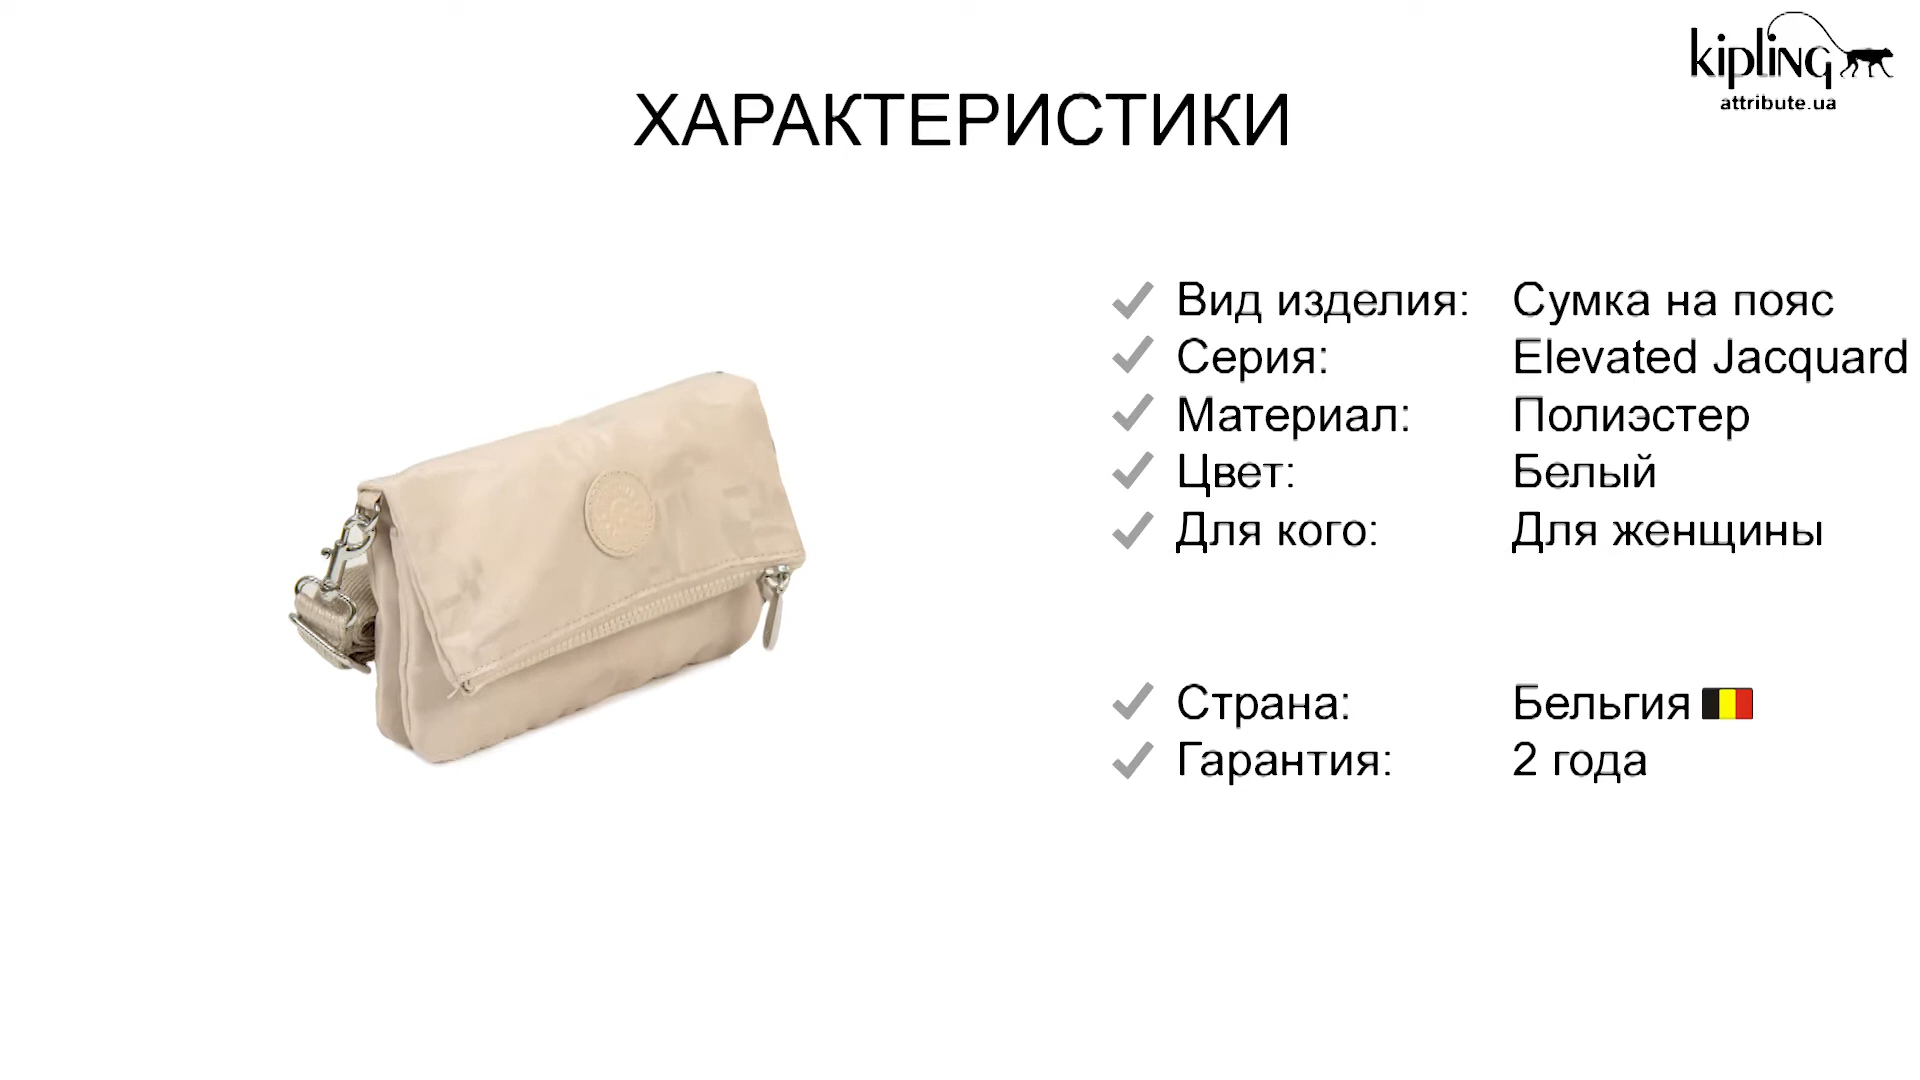 kipling
attribute.ua
ХАРАКТЕРИСТИКИ
Вид изделия: Сумка на пояс
Серия: Elevated Jacquard
Материал: Полиэстер
Цвет: Белый
Для кого: Для женщины
Страна: Бельгия
Гарантия: 2 года